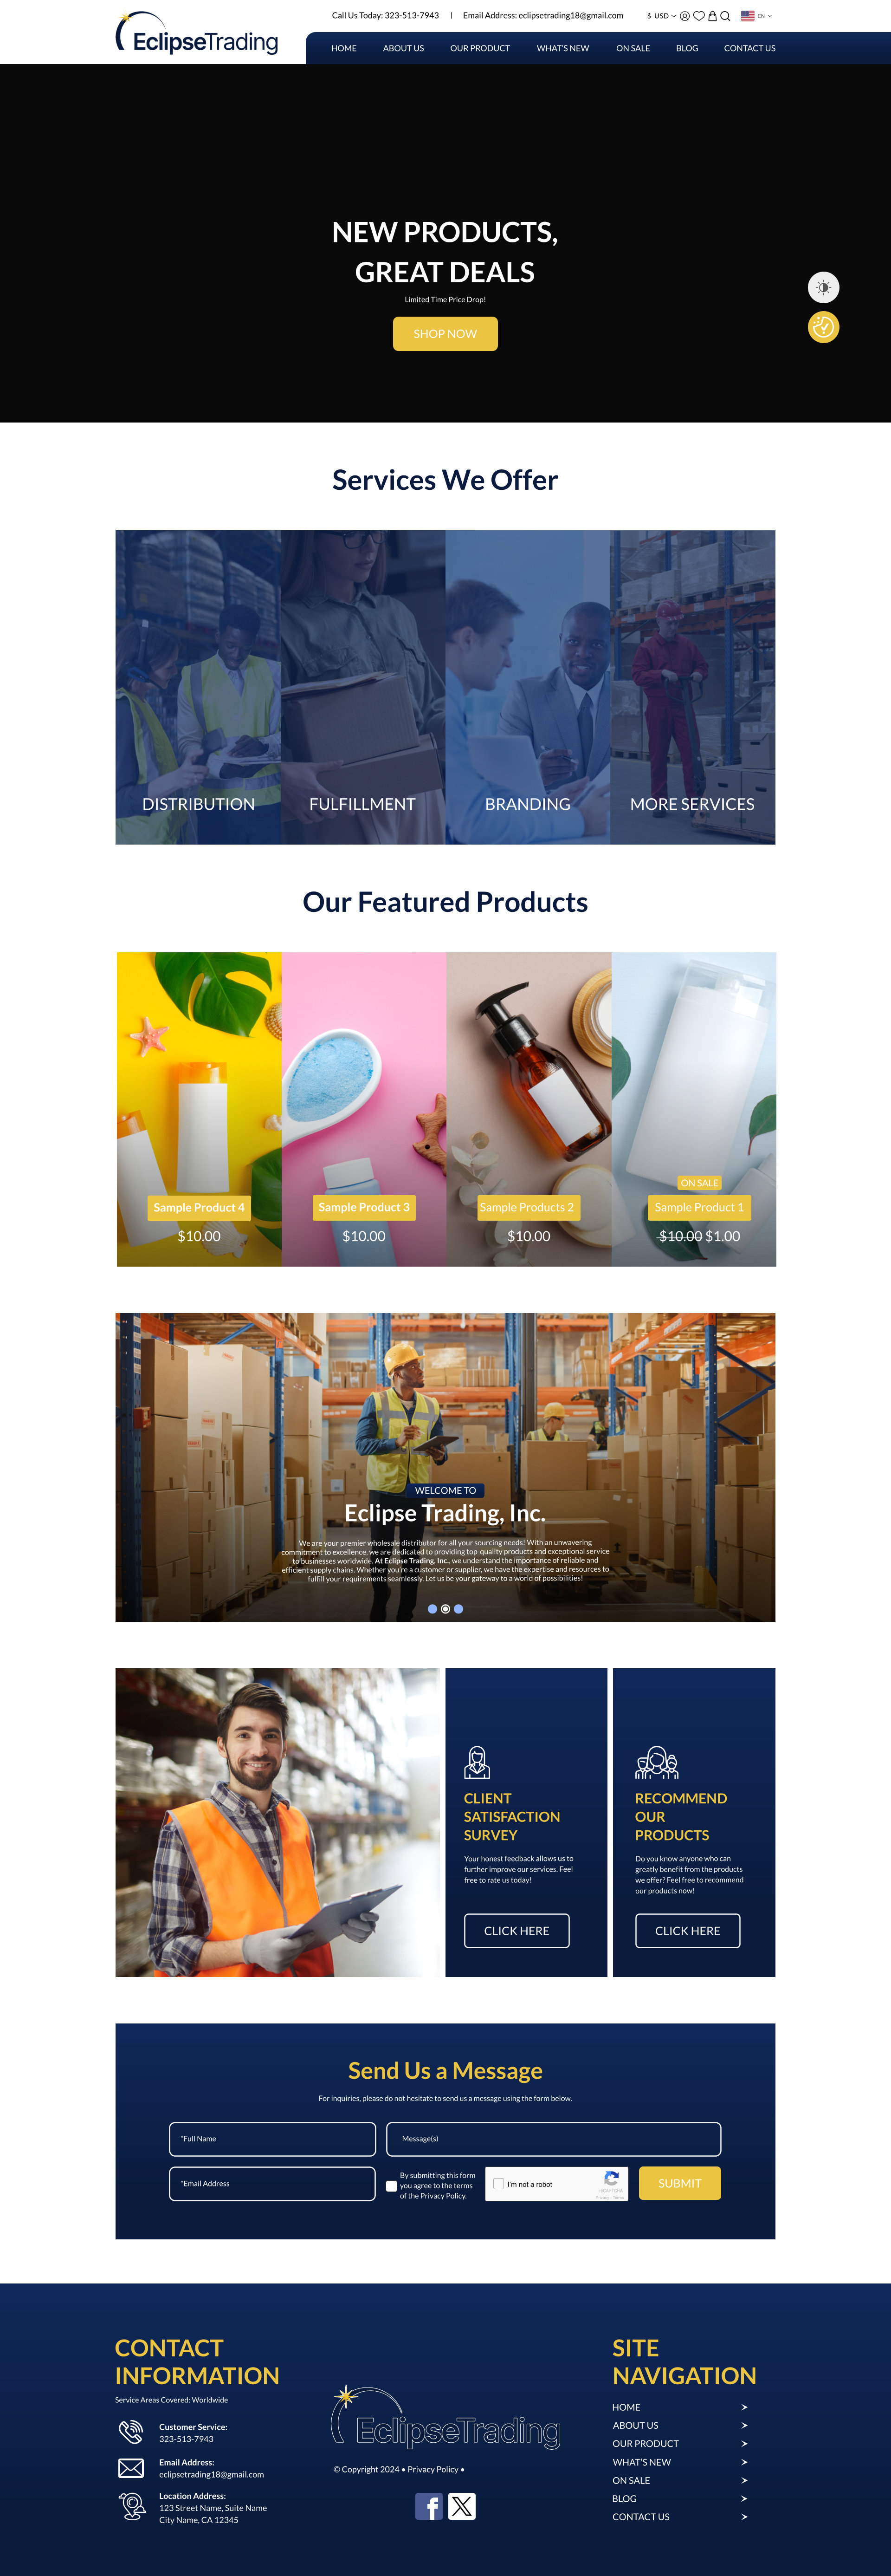 Call Us Today: 323-513-7943 | Email Address: eclipsetrading18@gmail.com
$ USD
EN
EclipseTrading
HOME ABOUT US OUR PRODUCT WHAT'S NEW ON SALE BLOG CONTACT US
NEW PRODUCTS,
GREAT DEALS
Limited Time Price Drop!
SHOP NOW
Services We Offer
DISTRIBUTION
FULFILLMENT
BRANDING
MORE SERVICES
Our Featured Products
Sample Product 4
$10.00
Sample Product 3
$10.00
Sample Products 2
$10.00
ON SALE
Sample Product 1
$10.00 $1.00
WELCOME TO
Eclipse Trading, Inc.
We are your premier wholesale distributor for all your sourcing needs! With an unwavering
commitment to excellence, we are dedicated to providing top-quality products and exceptional service
to businesses worldwide. At Eclipse Trading, Inc., we understand the importance of reliable and
efficient supply chains. Whether you're a customer or supplier, we have the expertise and resources to
fulfill your requirements seamlessly. Let us be your gateway to a world of possibilities!
CLIENT
SATISFACTION
SURVEY
Your honest feedback allows us to
further improve our services. Feel
free to rate us today!
CLICK HERE
RECOMMEND
OUR
PRODUCTS
Do you know anyone who can
greatly benefit from the products
we offer? Feel free to recommend
our products now!
CLICK HERE
Send Us a Message
For inquiries, please do not hesitate to send us a message using the form below.
*Full Name
Message(s)
*Email Address
By submitting this form
you agree to the terms
of the Privacy Policy.
I'm not a robot
reCAPTCHA
Privacy - Terms
SUBMIT
CONTACT
INFORMATION
Service Areas Covered: Worldwide
Customer Service:
323-513-7943
Email Address:
eclipsetrading18@gmail.com
Location Address:
123 Street Name, Suite Name
City Name, CA 12345
EclipseTrading
© Copyright 2024 • Privacy Policy •
SITE
NAVIGATION
HOME
ABOUT US
OUR PRODUCT
WHAT'S NEW
ON SALE
BLOG
CONTACT US